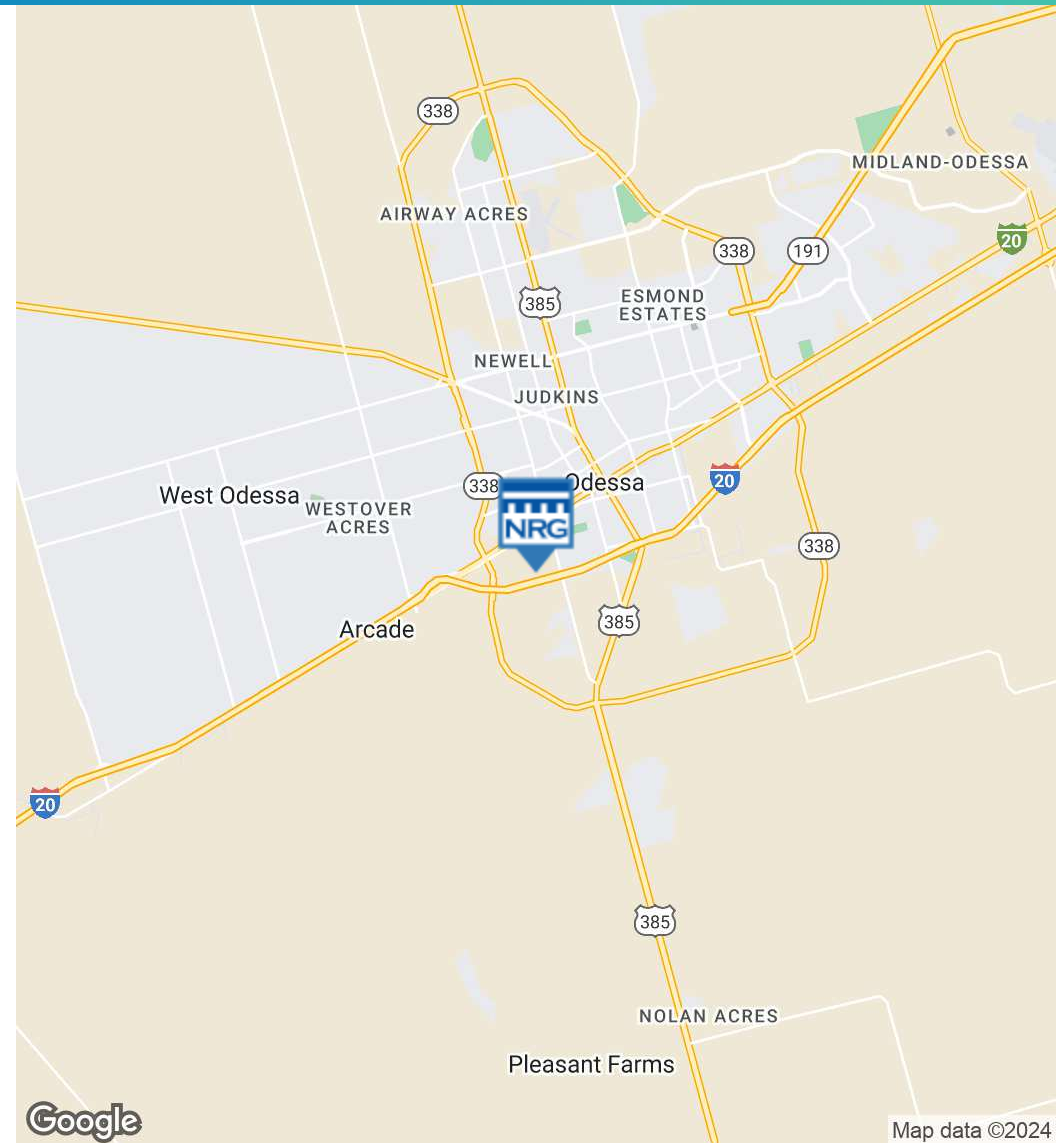 338
MIDLAND-ODESSA
AIRWAY ACRES
20
338
191
385
ESMOND
ESTATES
NEWELL
JUDKINS
20
338
Odessa
West Odessa
WESTOVER
ACRES
NRG
338
385
Arcade
20
385
NOLAN ACRES
Pleasant Farms
Google
Map data ©2024